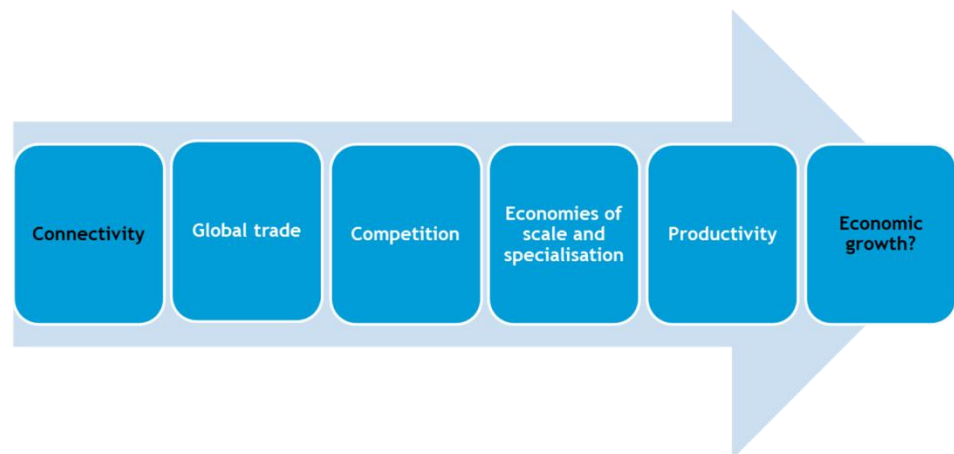 Connectivity
Global trade
Competition
Economies of
scale and
specialisation
Productivity
Economic
growth?